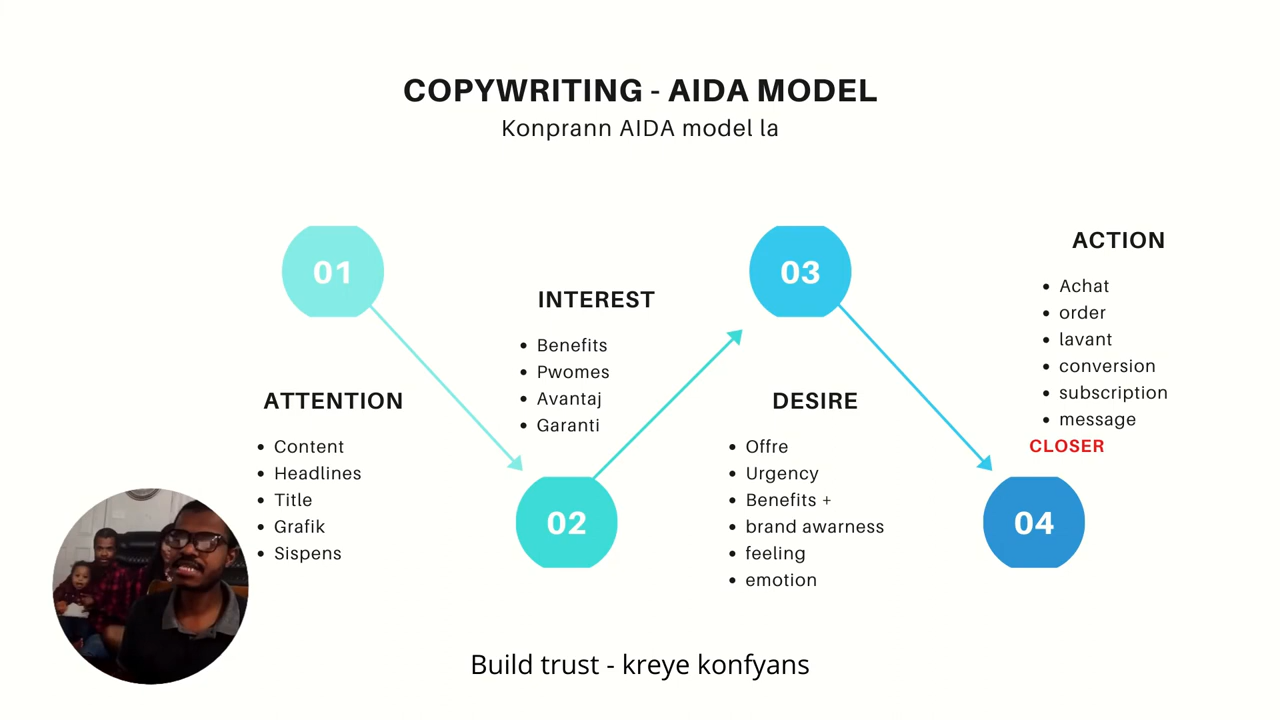 COPYWRITING - AIDA MODEL
Konprann AIDA model la
01
ATTENTION
Content
Headlines
Title
Grafik
Sispens
INTEREST
Benefits
Pwomes
Avantaj
Garanti
02
03
DESIRE
Offre
Urgency
Benefits +
brand awarness
feeling
emotion
ACTION
Achat
order
lavant
conversion
subscription
message
CLOSER
04
Build trust - kreye konfyans